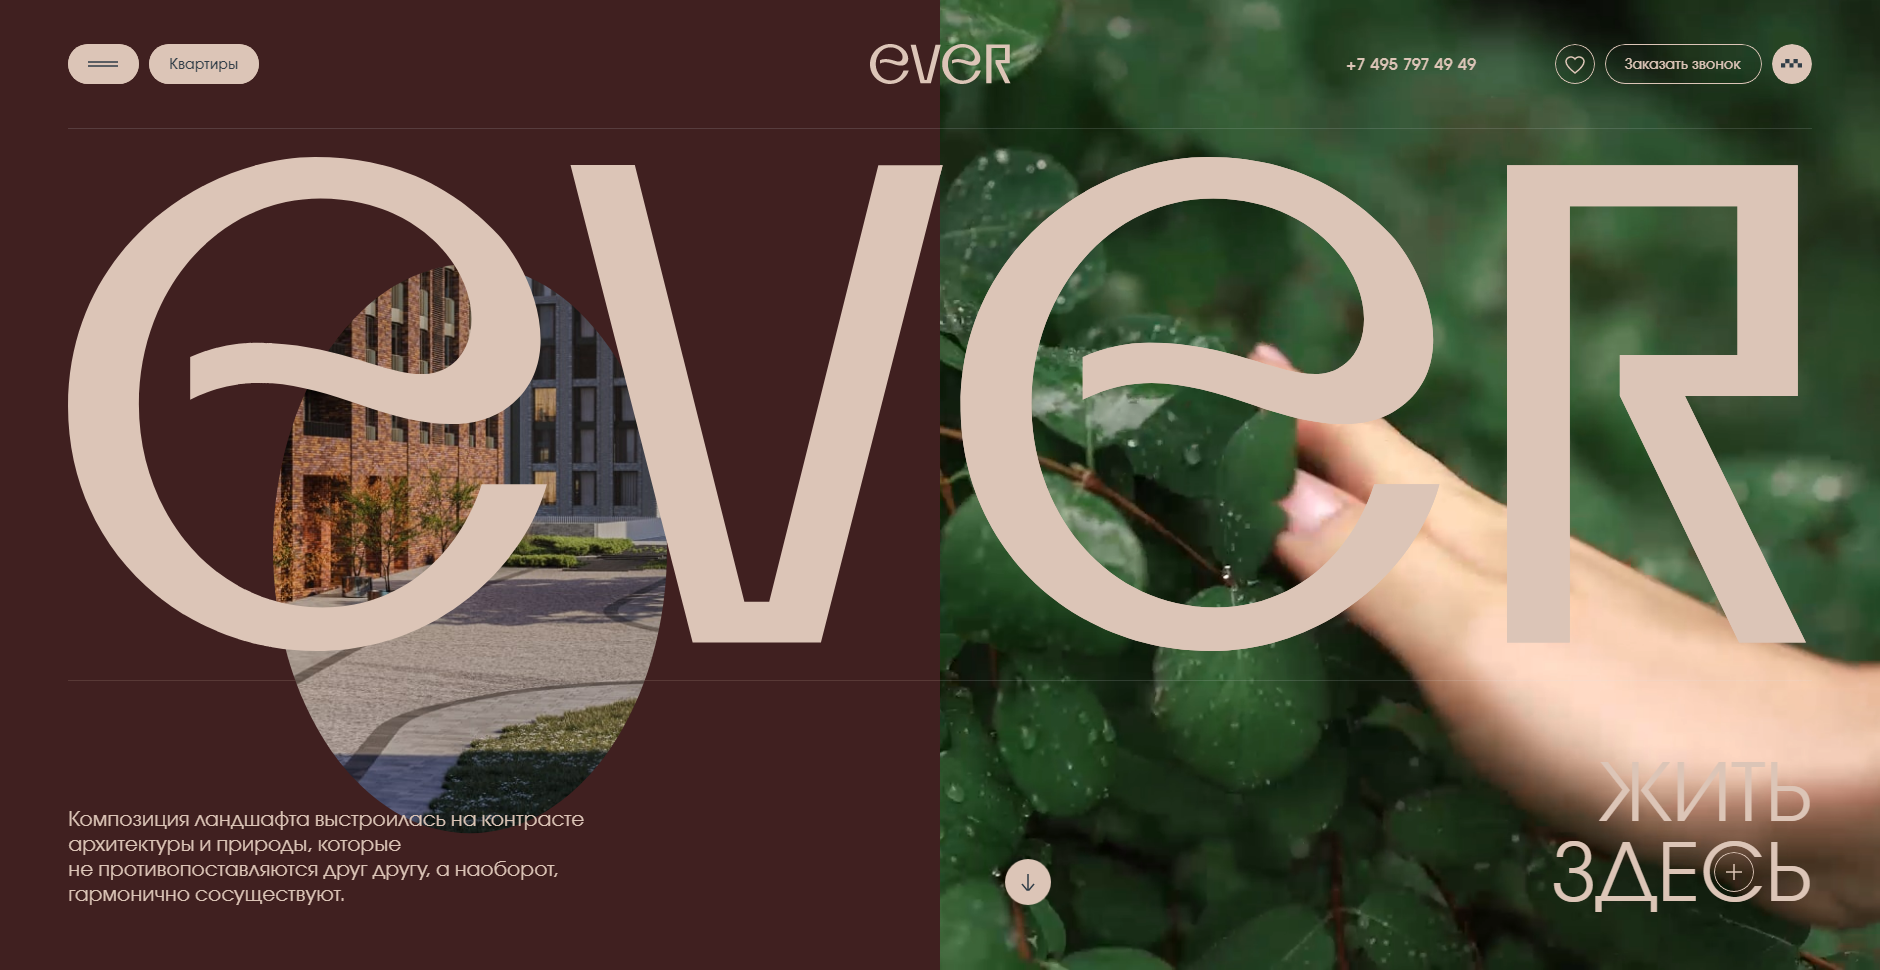 Квартиры
ever
+7 495 797 49 49
Заказать звонок
ever
Композиция ландшафта выстроилась на контрасте
архитектуры и природы, которые
не противопоставляются друг другу, а наоборот,
гармонично сосуществуют.
ЖИТЬ
ЗДЕСЬ